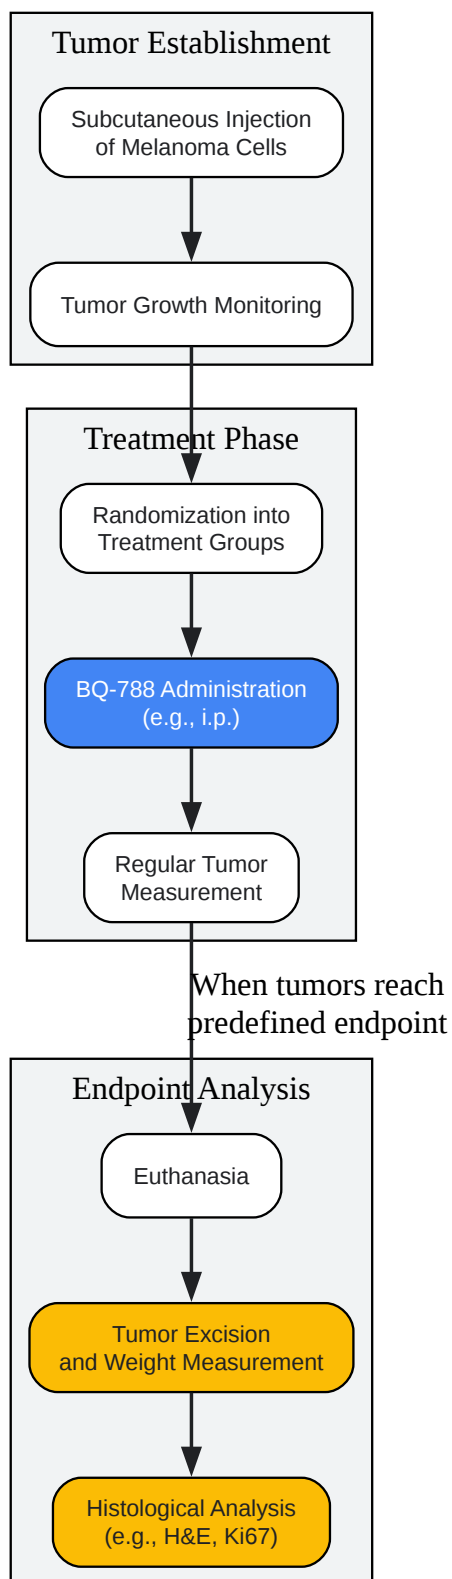 Tumor Establishment
Subcutaneous Injection
of Melanoma Cells
Tumor Growth Monitoring
Treatment Phase
Randomization into
Treatment Groups
BQ-788 Administration
(e.g., i.p.)
Regular Tumor
Measurement
When tumors reach
predefined endpoint
Endpoint Analysis
Euthanasia
Tumor Excision
and Weight Measurement
Histological Analysis
(e.g., H&E, Ki67)